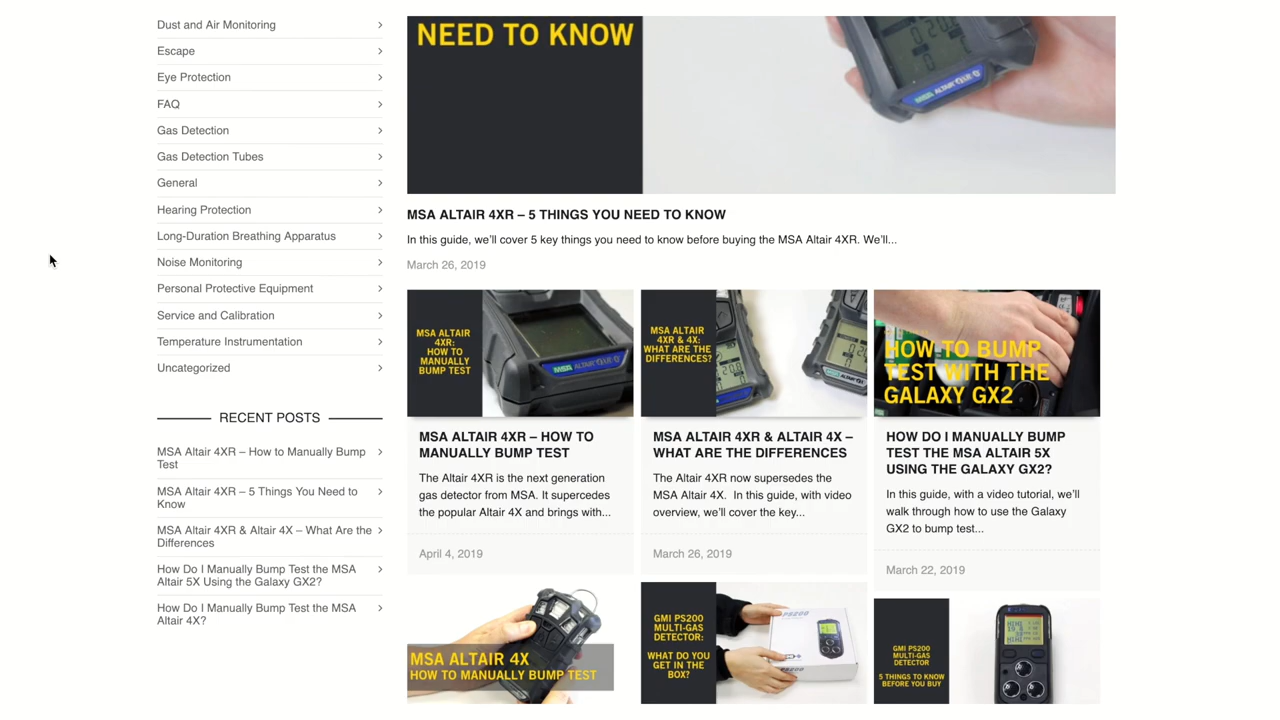 Dust and Air Monitoring
Escape
Eye Protection
FAQ
Gas Detection
Gas Detection Tubes
General
Hearing Protection
Long-Duration Breathing Apparatus
Noise Monitoring
Personal Protective Equipment
Service and Calibration
Temperature Instrumentation
Uncategorized
RECENT POSTS
MSA Altair 4XR – How to Manually Bump
Test
MSA Altair 4XR – 5 Things You Need to
Know
MSA Altair 4XR & Altair 4X – What Are the
Differences
How Do I Manually Bump Test the MSA
Altair 5X Using the Galaxy GX2?
How Do I Manually Bump Test the MSA
Altair 4X?
NEED TO KNOW
MSA ALTAIR 4XR
MSA ALTAIR 4XR – 5 THINGS YOU NEED TO KNOW
In this guide, we'll cover 5 key things you need to know before buying the MSA Altair 4XR. We'll...
March 26, 2019
MSA ALTAIR
4XR:
HOW TO
MANUALLY
BUMP TEST
MSA ALTAIR 4XR
MSA ALTAIR 4XR – HOW TO
MANUALLY BUMP TEST
The Altair 4XR is the next generation
gas detector from MSA. It supercedes
the popular Altair 4X and brings with...
April 4, 2019
MSA ALTAIR
4XR & 4X:
WHAT ARE THE
DIFFERENCES?
MSA ALTAIR 4XR & ALTAIR 4X –
WHAT ARE THE DIFFERENCES
The Altair 4XR now supersedes the
MSA Altair 4X. In this guide, with video
overview, we'll cover the key...
March 26, 2019
HOW TO BUMP
TEST WITH THE
GALAXY GX2
HOW DO I MANUALLY BUMP
TEST THE MSA ALTAIR 5X
USING THE GALAXY GX2?
In this guide, with a video tutorial, we'll
walk through how to use the Galaxy
GX2 to bump test...
March 22, 2019
MSA ALTAIR 4X
HOW TO MANUALLY BUMP TEST
GMI PS200
MULTI-GAS
DETECTOR:
WHAT DO YOU
GET IN THE
BOX?
PS200
GMI PS200
MULTI-GAS
DETECTOR
5 THINGS TO KNOW
BEFORE YOU BUY